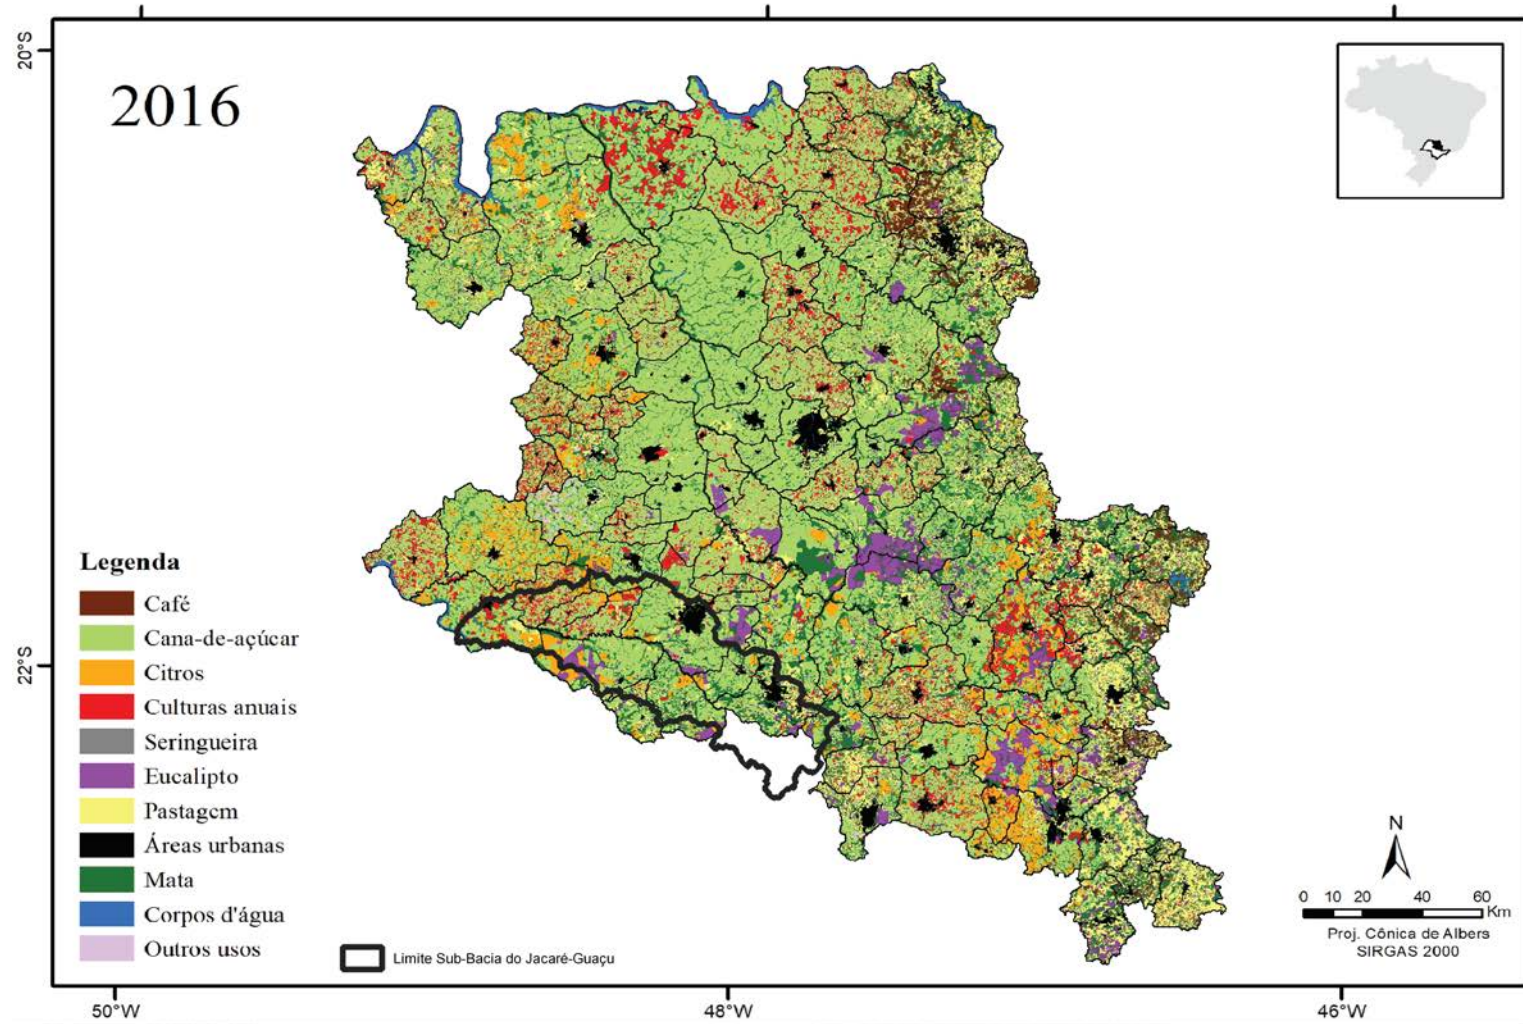 20°S
2016
Legenda
Café
Cana-de-açúcar
Citros
Culturas anuais
Seringueira
Eucalipto
Pastagem
Áreas urbanas
Mata
Corpos d'água
Outros usos
Limite Sub-Bacia do Jacaré-Guaçu
22°S
N
0 10 20 40 60
Km
Proj. Cônica de Albers
SIRGAS 2000
50°W 48°W 46°W